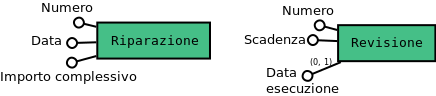 Numero
Data
Importo complessivo
Riparazione
Numero
Scadenza
(0, 1)
Data
esecuzione
Revisione